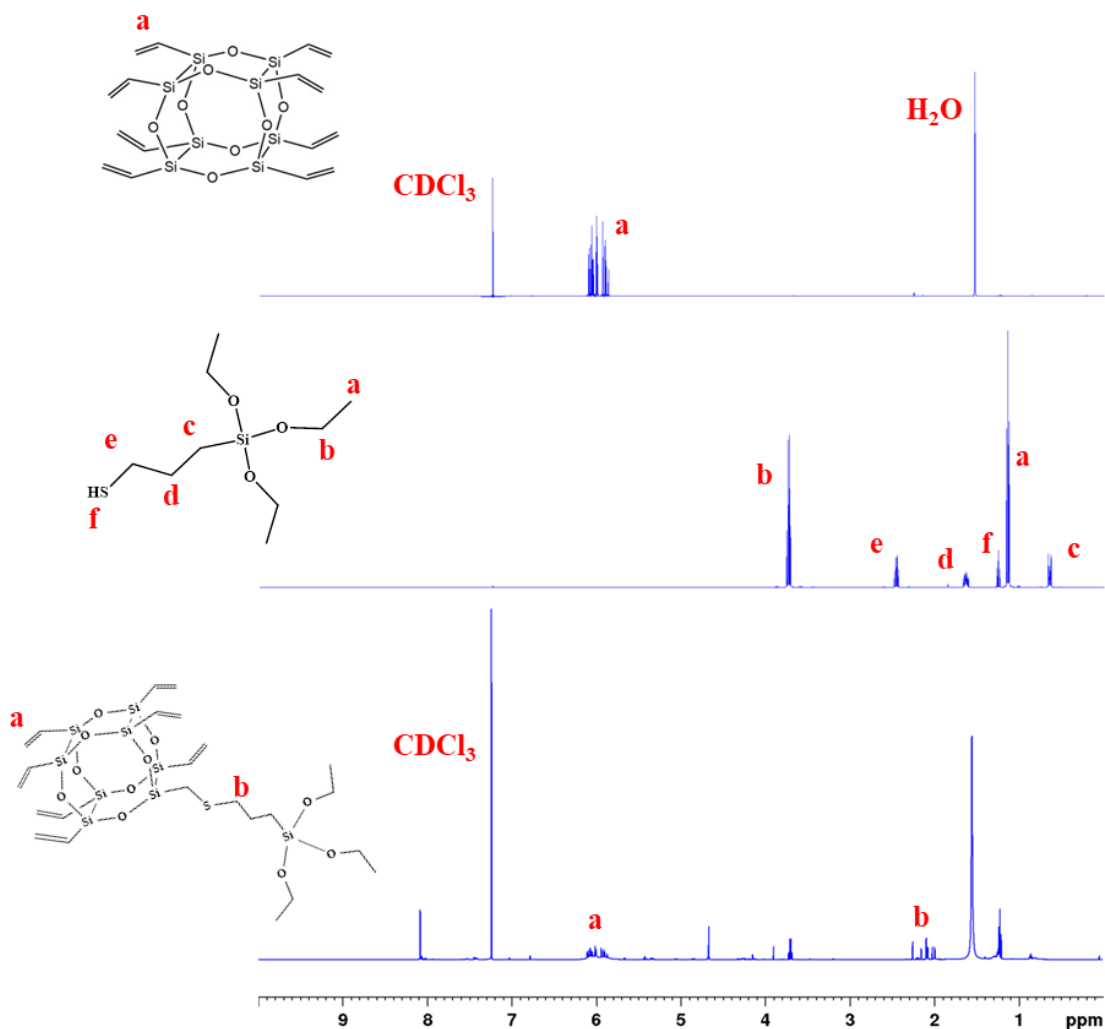 a
Si O Si
O
Si Si
O O
O O
Si O Si
Si O Si
CDCl3
a
H2O
O
a
c
Si O
b
e
O
HS
d
f
b
e
d
f
a
c
a
O Si
Si O Si
O
Si O
O Si
Si O Si
O O
Si
b
S
O
Si
O
O
CDCl3
a
b
9 8 7 6 5 4 3 2 1 ppm